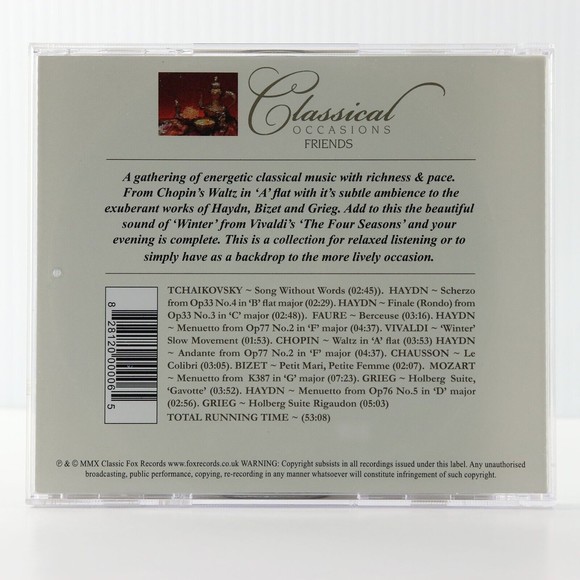 Classical
OCCASIONS
FRIENDS
A gathering of energetic classical music with richness & pace.
From Chopin's Waltz in 'A' flat with it's subtle ambience to the
exuberant works of Haydn, Bizet and Grieg. Add to this the beautiful
sound of 'Winter' from Vivaldi's 'The Four Seasons' and your
evening is complete. This is a collection for relaxed listening or to
simply have as a backdrop to the more lively occasion.
TCHAIKOVSKY ~ Song Without Words (02:45)). HAYDN ~ Scherzo
from Op33 No.4 in 'B' flat major (02:29). HAYDN ~ Finale (Rondo) from
Op33 No.3 in 'C' major (02:48)). FAURE ~ Berceuse (03:16). HAYDN
~ Menuetto from Op77 No.2 in 'F' major (04:37). VIVALDI ~ 'Winter'
Slow Movement (01:53). CHOPIN ~ Waltz in 'A' flat (03:53) HAYDN
~ Andante from Op77 No.2 in 'F' major (04:37). CHAUSSON ~ Le
Colibri (03:05). BIZET ~ Petit Mari, Petite Femme (02:07). MOZART
~ Menuetto from K387 in 'G' major (07:23). GRIEG ~ Holberg Suite,
'Gavotte' (03:52). HAYDN ~ Menuetto from Op76 No.5 in 'D' major
(02:56). GRIEG ~ Holberg Suite Rigaudon (05:03)
TOTAL RUNNING TIME ~ (53:08)
8 28120 00006 5
℗ & © MMX Classic Fox Records www.foxrecords.co.uk WARNING: Copyright subsists in all recordings issued under this label. Any unauthorised
broadcasting, public performance, copying, re-recording in any manner whatsoever will constitute infringement of such copyright.